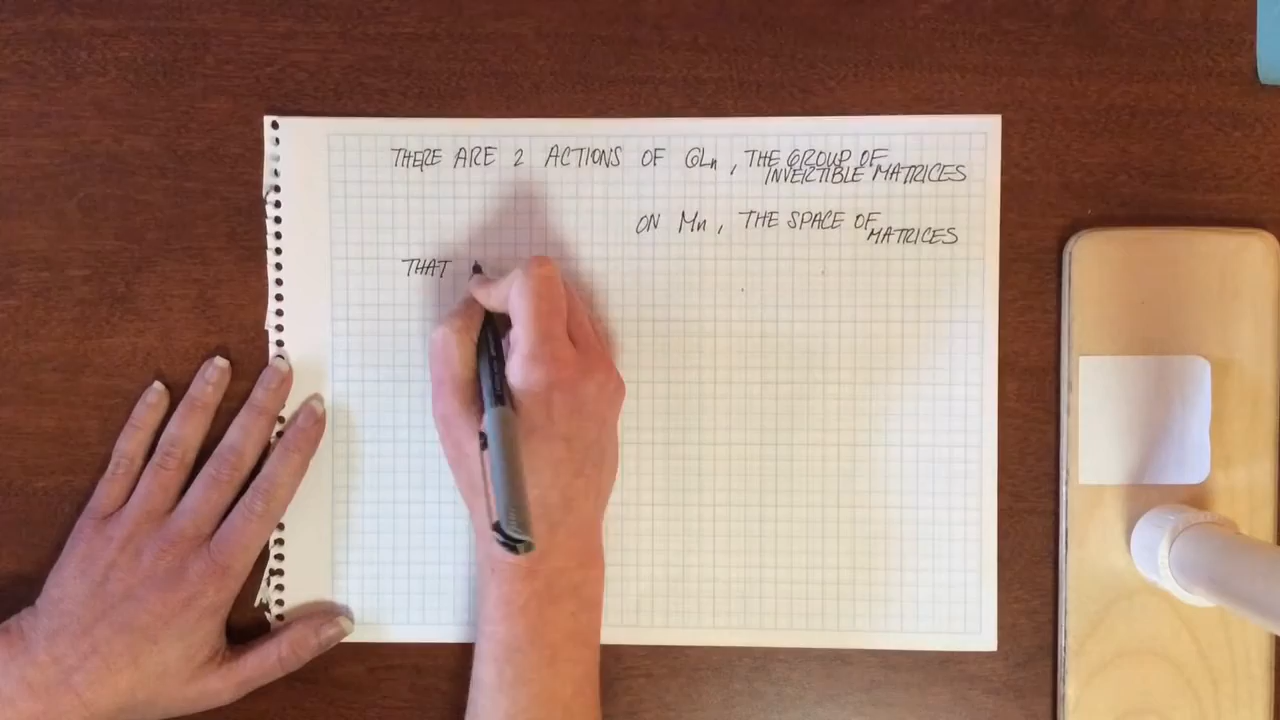 THERE ARE 2 ACTIONS OF GLn, THE GROUP OF
INVERTIBLE MATRICES
ON Mn, THE SPACE OF
MATRICES
THAT